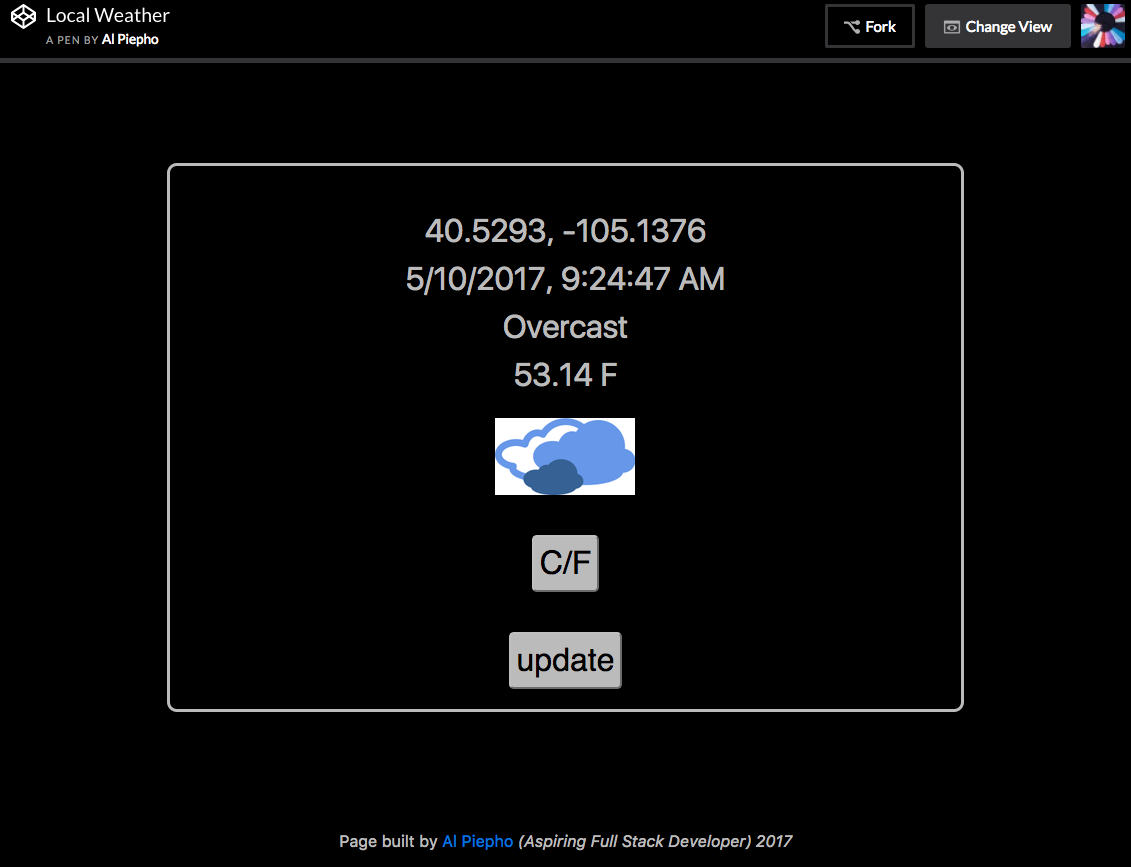 Local Weather
A PEN BY Al Piepho
Fork
Change View
40.5293, -105.1376
5/10/2017, 9:24:47 AM
Overcast
53.14 F
C/F
update
Page built by Al Piepho (Aspiring Full Stack Developer) 2017